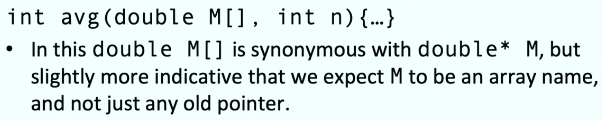 int avg(double M[], int n){…}
• In this double M[] is synonymous with double* M, but
slightly more indicative that we expect M to be an array name,
and not just any old pointer.